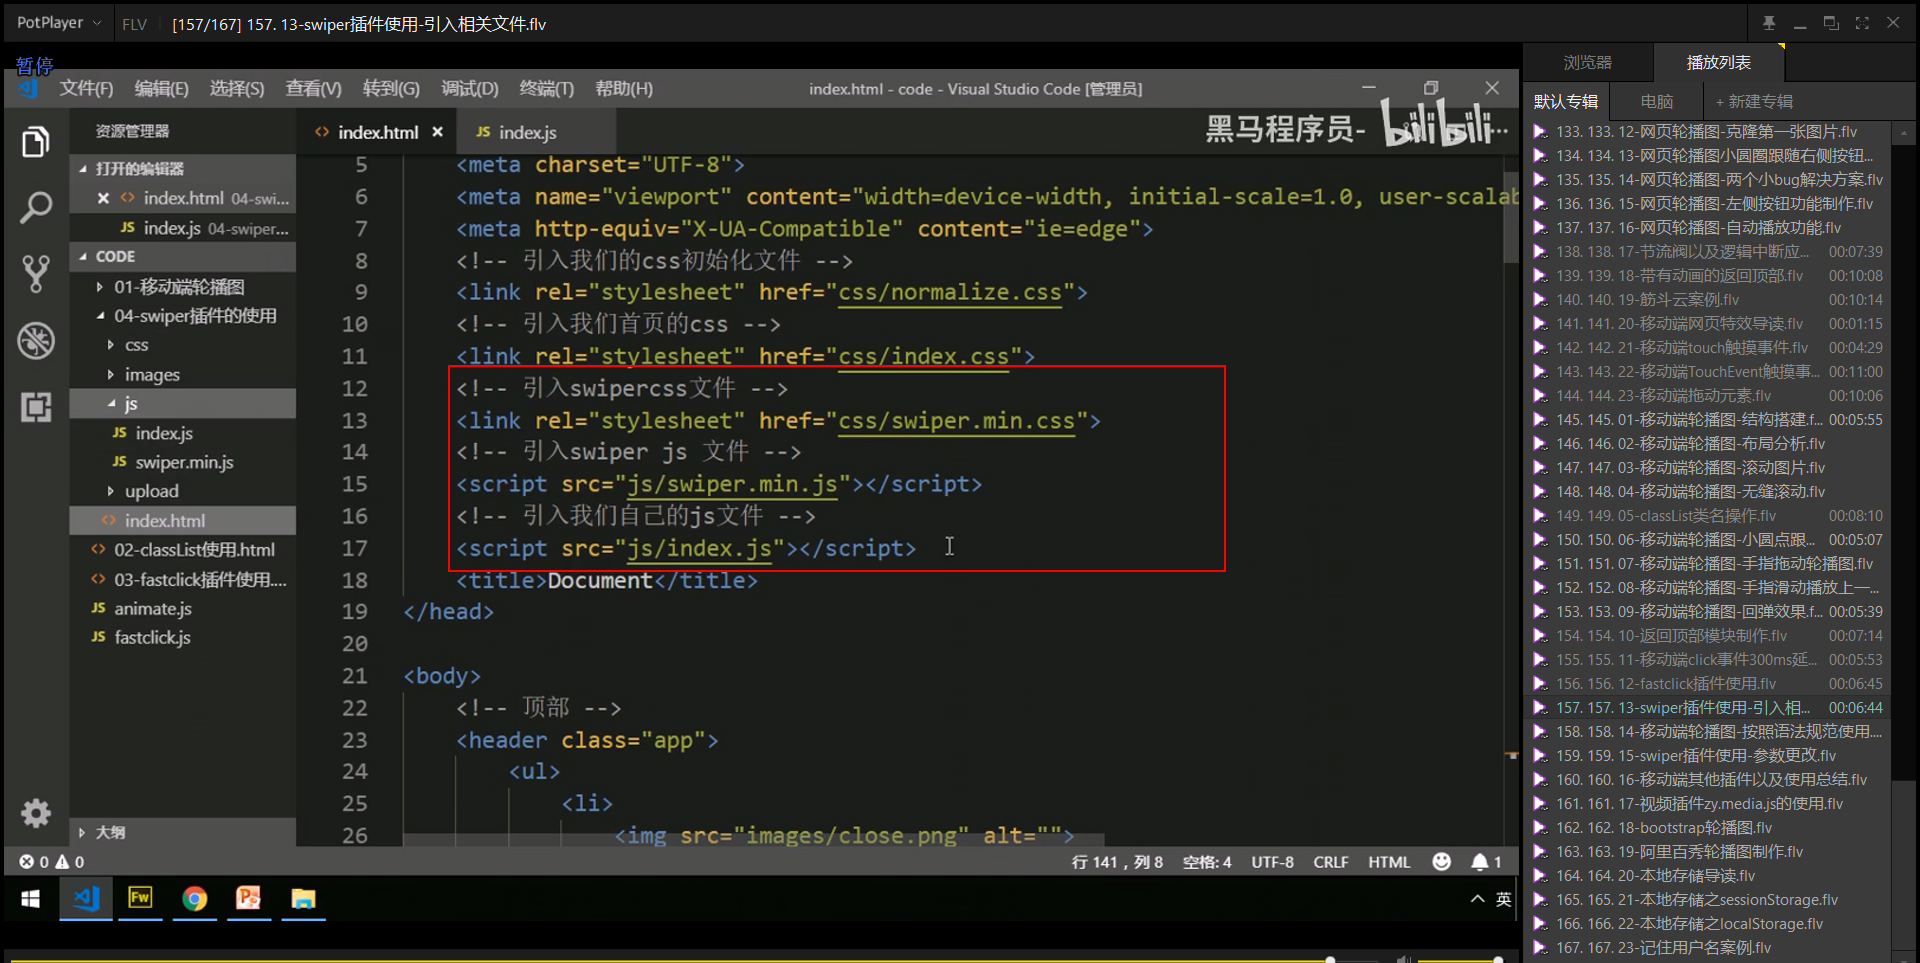 PotPlayer FLV [157/167] 157. 13-swiper插件使用-引入相关文件.flv
暂停
文件(F) 编辑(E) 选择(S) 查看(V) 转到(G) 调试(D) 终端(T) 帮助(H) index.html - code - Visual Studio Code [管理员]
黑马程序员- bilibili
资源管理器
打开的编辑器
index.html 04-swi...
index.js 04-swiper...
CODE
01-移动端轮播图
04-swiper插件的使用
css
images
js
JS index.js
JS swiper.min.js
upload
index.html
02-classList使用.html
03-fastclick插件使用....
JS animate.js
JS fastclick.js
大纲
index.html JS index.js
5 <meta charset="UTF-8">
6 <meta name="viewport" content="width=device-width, initial-scale=1.0, user-scalab
7 <meta http-equiv="X-UA-Compatible" content="ie=edge">
8 <!-- 引入我们的css初始化文件 -->
9 <link rel="stylesheet" href="css/normalize.css">
10 <!-- 引入我们首页的css -->
11 <link rel="stylesheet" href="css/index.css">
12 <!-- 引入swipercss文件 -->
13 <link rel="stylesheet" href="css/swiper.min.css">
14 <!-- 引入swiper js 文件 -->
15 <script src="js/swiper.min.js"></script>
16 <!-- 引入我们自己的js文件 -->
17 <script src="js/index.js"></script>
18 <title>Document</title>
19 </head>
20
21 <body>
22 <!-- 顶部 -->
23 <header class="app">
24 <ul>
25 <li>
26 <img src="images/close.png" alt="">
0 0 行 141，列 8 空格: 4 UTF-8 CRLF HTML 1
Fw
英
浏览器 播放列表
默认专辑 电脑 + 新建专辑
133. 133. 12-网页轮播图-克隆第一张图片.flv
134. 134. 13-网页轮播图小圆圈跟随右侧按钮...
135. 135. 14-网页轮播图-两个小bug解决方案.flv
136. 136. 15-网页轮播图-左侧按钮功能制作.flv
137. 137. 16-网页轮播图-自动播放功能.flv
138. 138. 17-节流阀以及逻辑中断应... 00:07:39
139. 139. 18-带有动画的返回顶部.flv 00:10:08
140. 140. 19-筋斗云案例.flv 00:10:14
141. 141. 20-移动端网页特效导读.flv 00:01:15
142. 142. 21-移动端touch触摸事件.flv 00:04:29
143. 143. 22-移动端TouchEvent触摸事... 00:11:00
144. 144. 23-移动端拖动元素.flv 00:10:06
145. 145. 01-移动端轮播图-结构搭建.f... 00:05:55
146. 146. 02-移动端轮播图-布局分析.flv
147. 147. 03-移动端轮播图-滚动图片.flv
148. 148. 04-移动端轮播图-无缝滚动.flv
149. 149. 05-classList类名操作.flv 00:08:10
150. 150. 06-移动端轮播图-小圆点跟... 00:05:07
151. 151. 07-移动端轮播图-手指拖动轮播图.flv
152. 152. 08-移动端轮播图-手指滑动播放上一...
153. 153. 09-移动端轮播图-回弹效果.f... 00:05:39
154. 154. 10-返回顶部模块制作.flv 00:07:14
155. 155. 11-移动端click事件300ms延... 00:05:53
156. 156. 12-fastclick插件使用.flv 00:06:45
157. 157. 13-swiper插件使用-引入相... 00:06:44
158. 158. 14-移动端轮播图-按照语法规范使用....
159. 159. 15-swiper插件使用-参数更改.flv
160. 160. 16-移动端其他插件以及使用总结.flv
161. 161. 17-视频插件zy.media.js的使用.flv
162. 162. 18-bootstrap轮播图.flv
163. 163. 19-阿里百秀轮播图制作.flv
164. 164. 20-本地存储导读.flv
165. 165. 21-本地存储之sessionStorage.flv
166. 166. 22-本地存储之localStorage.flv
167. 167. 23-记住用户名案例.flv